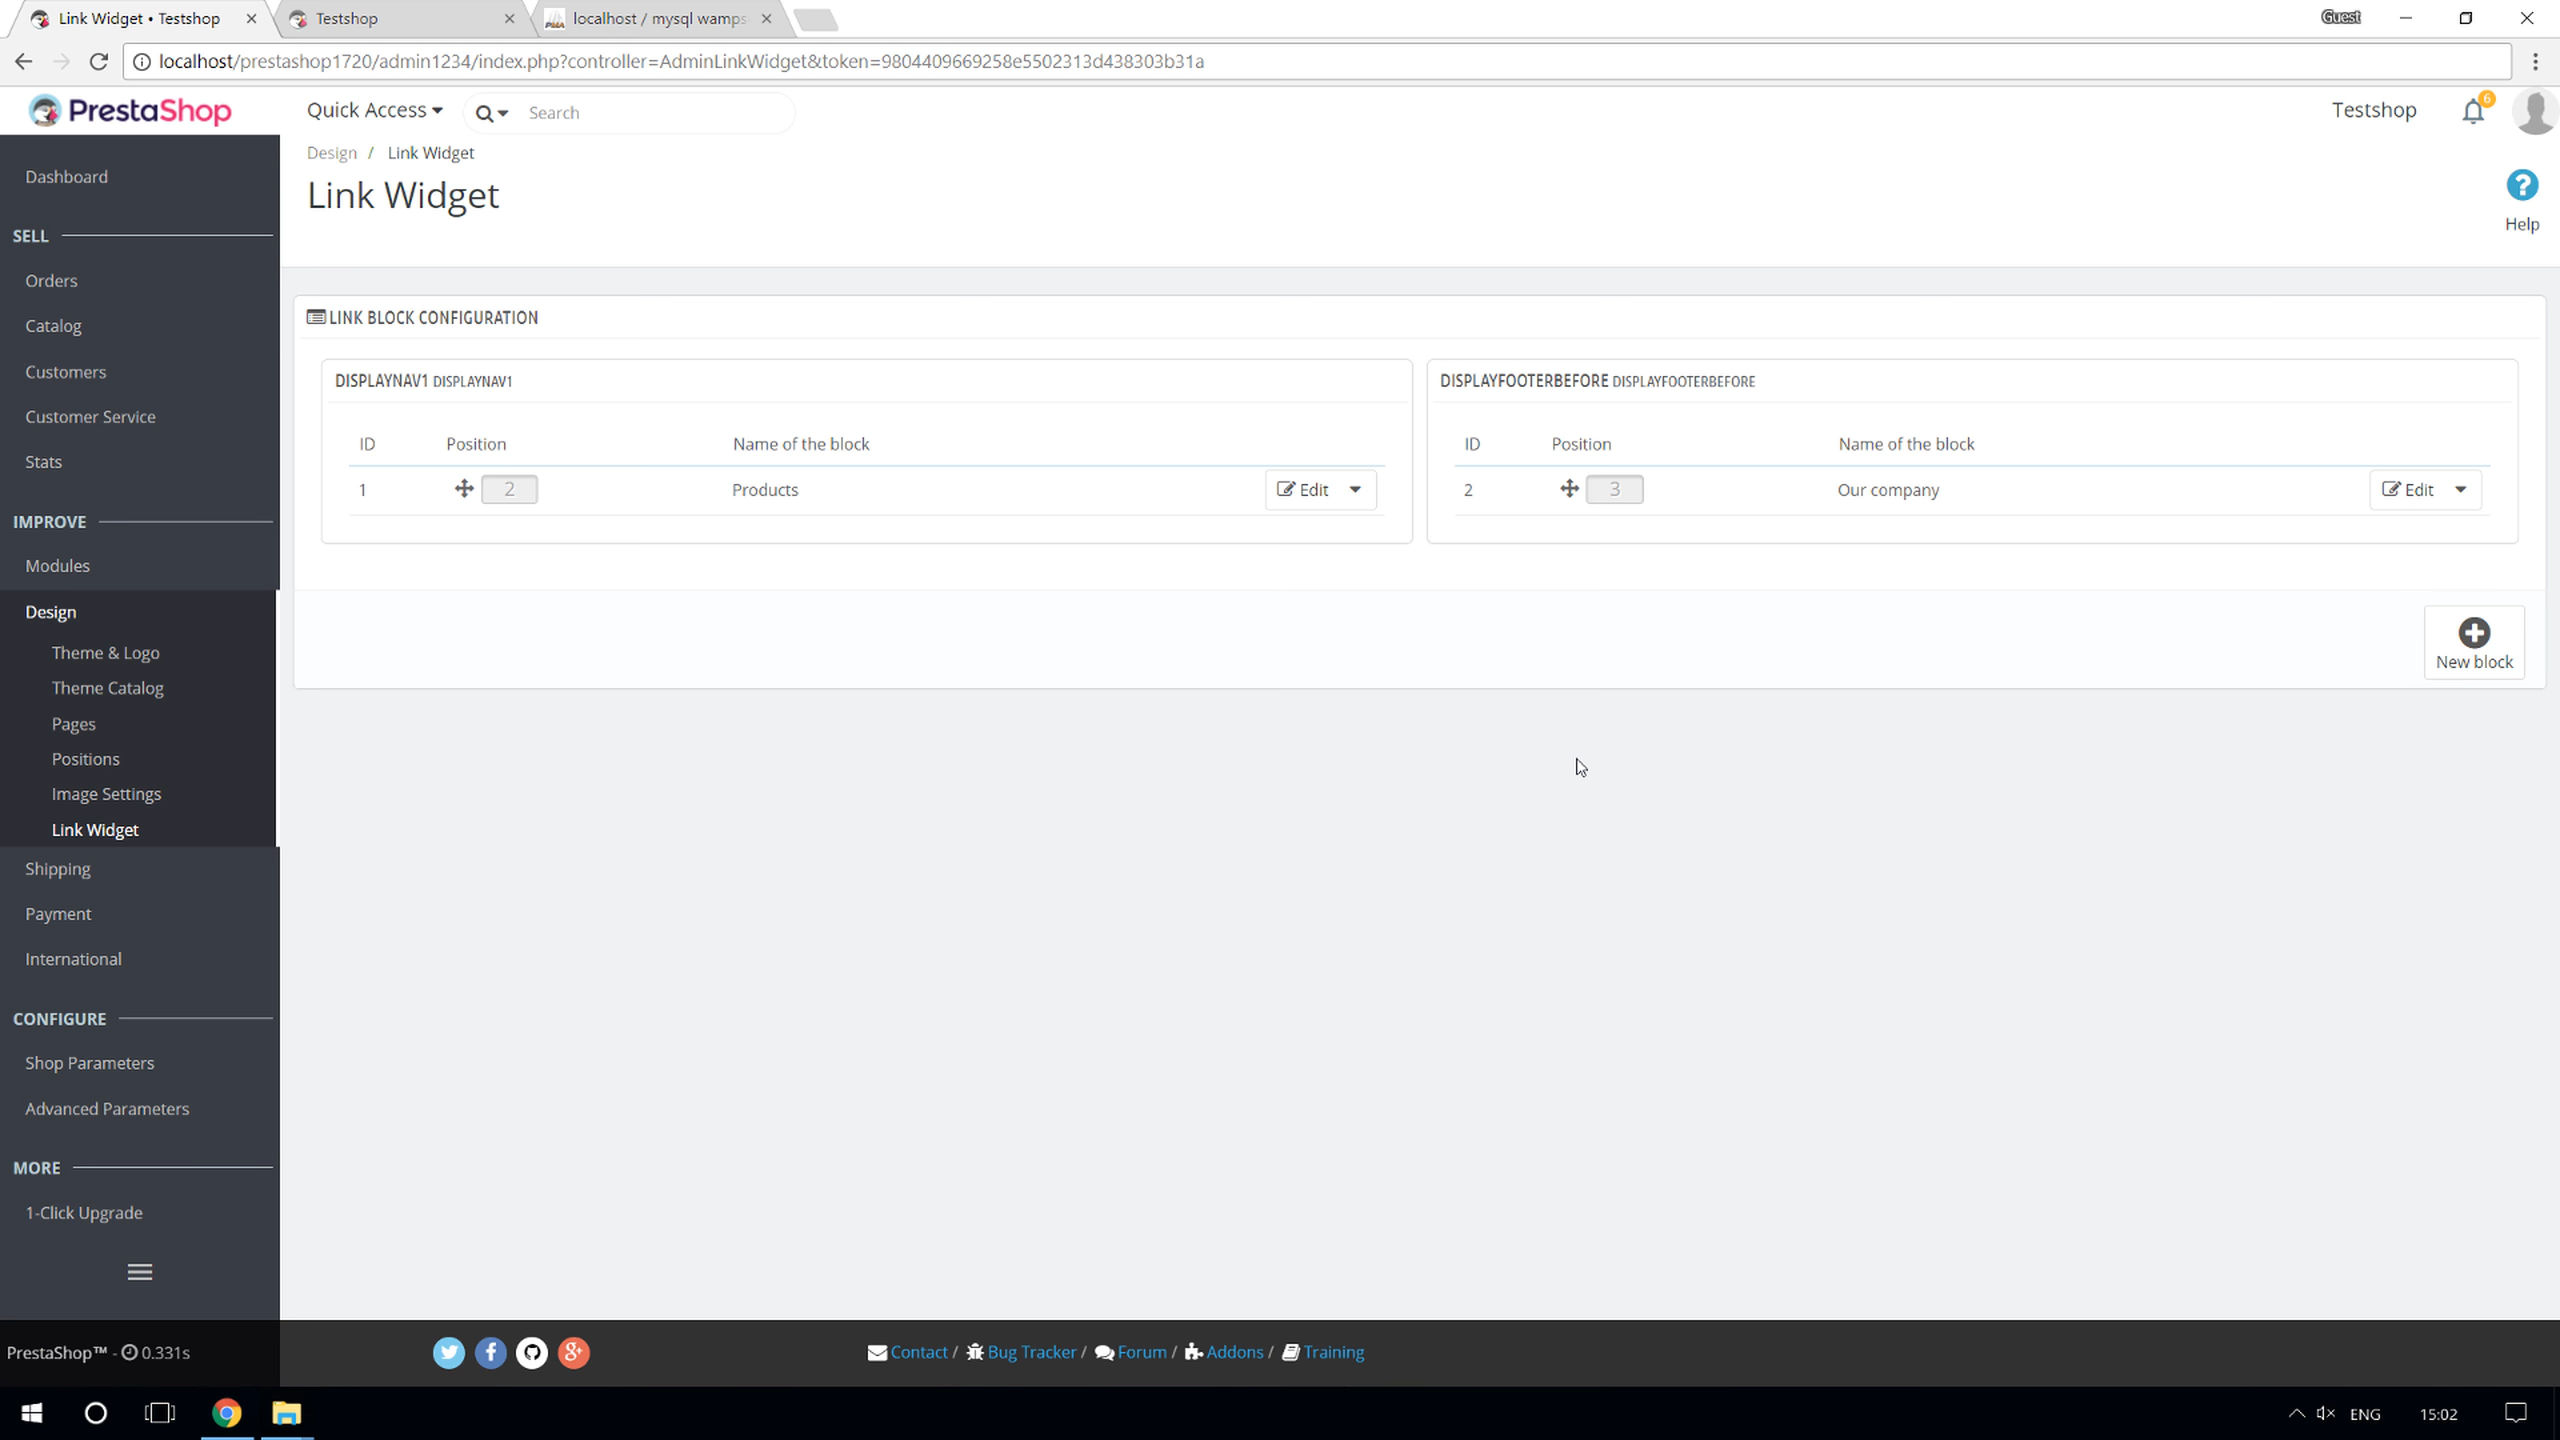 Link Widget • Testshop
Testshop
localhost / mysql wamps
Guest
localhost/prestashop1720/admin1234/index.php?controller=AdminLinkWidget&token=9804409669258e5502313d438303b31a
PrestaShop
Quick Access
Search
Testshop
6
Design / Link Widget
Link Widget
Help
Dashboard
SELL
Orders
Catalog
Customers
Customer Service
Stats
IMPROVE
Modules
Design
Theme & Logo
Theme Catalog
Pages
Positions
Image Settings
Link Widget
Shipping
Payment
International
CONFIGURE
Shop Parameters
Advanced Parameters
MORE
1-Click Upgrade
LINK BLOCK CONFIGURATION
DISPLAYNAV1 DISPLAYNAV1
ID Position Name of the block
1 2 Products Edit
DISPLAYFOOTERBEFORE DISPLAYFOOTERBEFORE
ID Position Name of the block
2 3 Our company Edit
New block
PrestaShop™ - 0.331s
Contact / Bug Tracker / Forum / Addons / Training
ENG
15:02